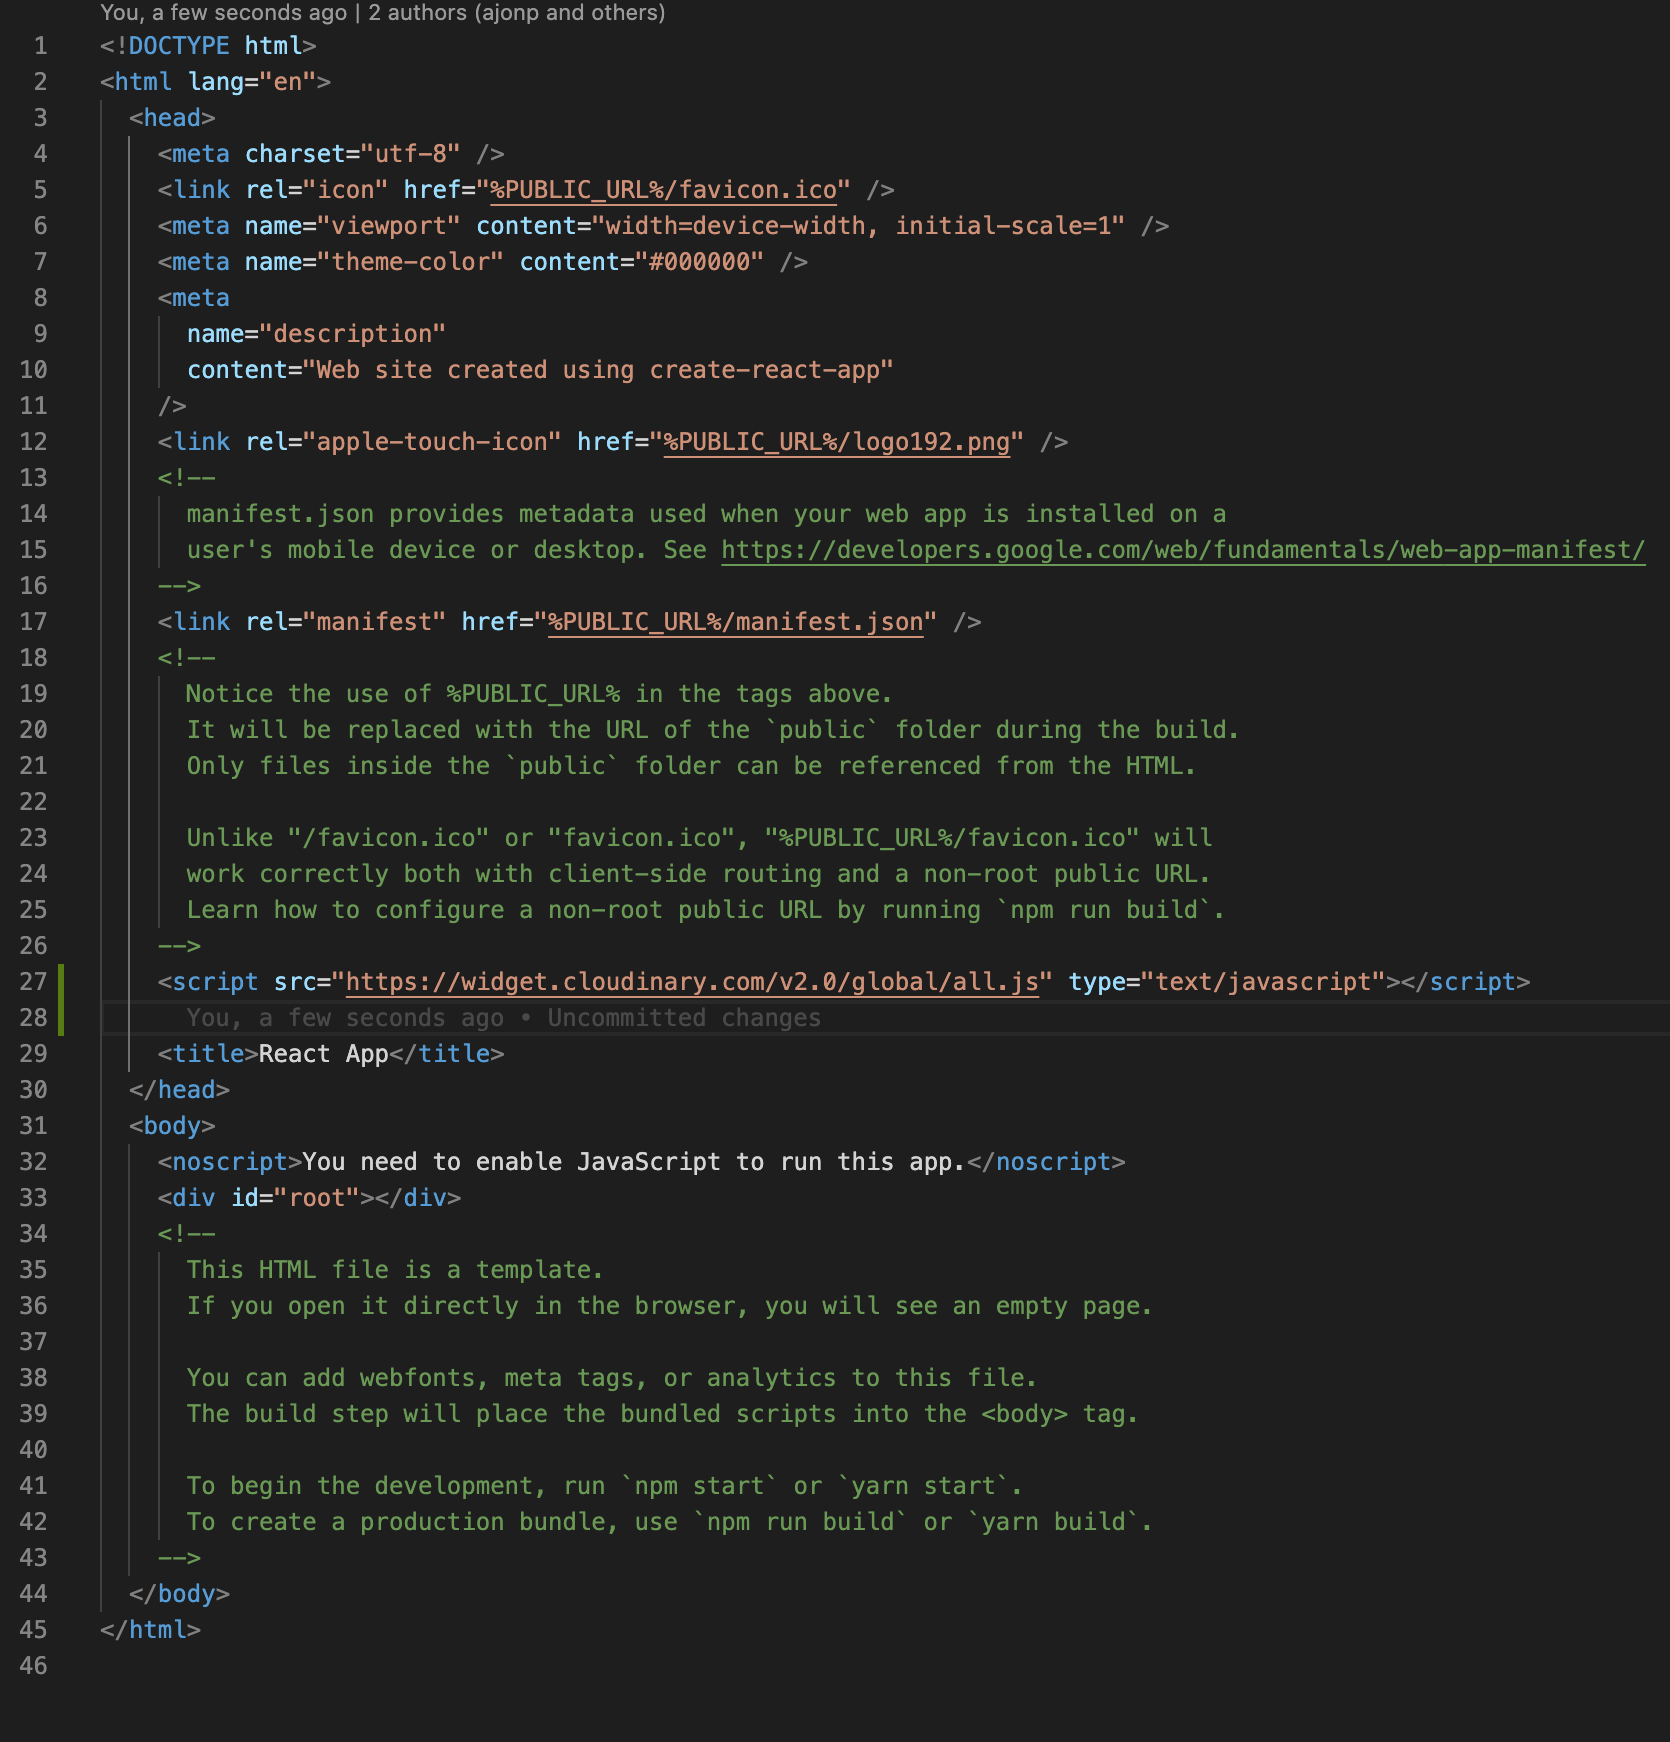 You, a few seconds ago | 2 authors (ajonp and others)
1 <!DOCTYPE html>
2 <html lang="en">
3 <head>
4 <meta charset="utf-8" />
5 <link rel="icon" href="%PUBLIC_URL%/favicon.ico" />
6 <meta name="viewport" content="width=device-width, initial-scale=1" />
7 <meta name="theme-color" content="#000000" />
8 <meta
9 name="description"
10 content="Web site created using create-react-app"
11 />
12 <link rel="apple-touch-icon" href="%PUBLIC_URL%/logo192.png" />
13 <!--
14 manifest.json provides metadata used when your web app is installed on a
15 user's mobile device or desktop. See https://developers.google.com/web/fundamentals/web-app-manifest/
16 -->
17 <link rel="manifest" href="%PUBLIC_URL%/manifest.json" />
18 <!--
19 Notice the use of %PUBLIC_URL% in the tags above.
20 It will be replaced with the URL of the `public` folder during the build.
21 Only files inside the `public` folder can be referenced from the HTML.
22
23 Unlike "/favicon.ico" or "favicon.ico", "%PUBLIC_URL%/favicon.ico" will
24 work correctly both with client-side routing and a non-root public URL.
25 Learn how to configure a non-root public URL by running `npm run build`.
26 -->
27 <script src="https://widget.cloudinary.com/v2.0/global/all.js" type="text/javascript"></script>
28 You, a few seconds ago • Uncommitted changes
29 <title>React App</title>
30 </head>
31 <body>
32 <noscript>You need to enable JavaScript to run this app.</noscript>
33 <div id="root"></div>
34 <!--
35 This HTML file is a template.
36 If you open it directly in the browser, you will see an empty page.
37
38 You can add webfonts, meta tags, or analytics to this file.
39 The build step will place the bundled scripts into the <body> tag.
40
41 To begin the development, run `npm start` or `yarn start`.
42 To create a production bundle, use `npm run build` or `yarn build`.
43 -->
44 </body>
45 </html>
46